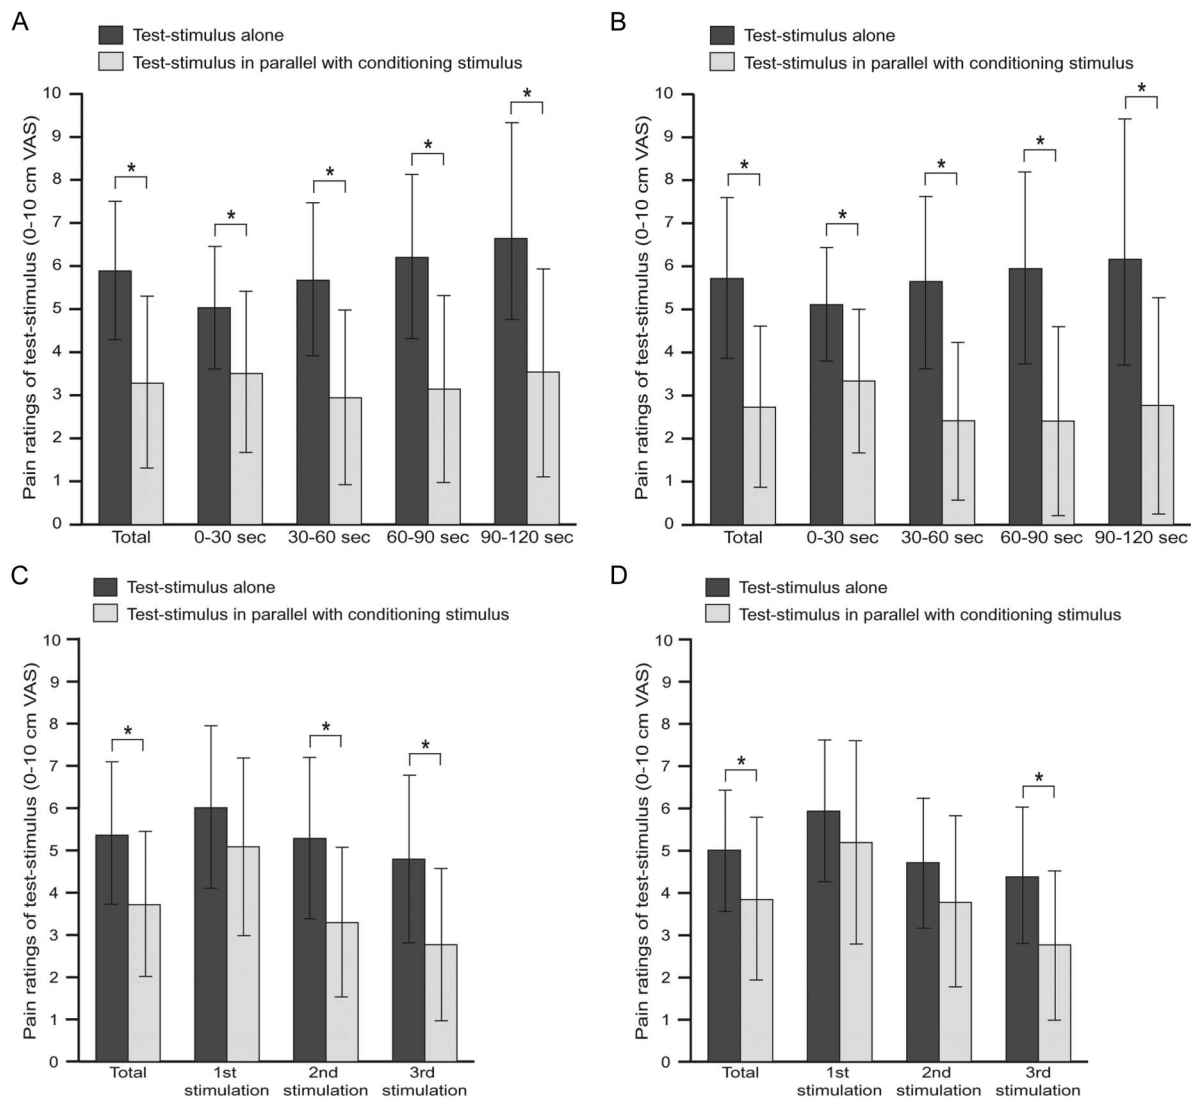 A
Test-stimulus alone
Test-stimulus in parallel with conditioning stimulus
Pain ratings of test-stimulus (0-10 cm VAS)
10
9
8
7
6
5
4
3
2
1
0
* * * * *
Total 0-30 sec 30-60 sec 60-90 sec 90-120 sec
B
Test-stimulus alone
Test-stimulus in parallel with conditioning stimulus
Pain ratings of test-stimulus (0-10 cm VAS)
10
9
8
7
6
5
4
3
2
1
0
* * * * *
Total 0-30 sec 30-60 sec 60-90 sec 90-120 sec
C
Test-stimulus alone
Test-stimulus in parallel with conditioning stimulus
Pain ratings of test-stimulus (0-10 cm VAS)
10
9
8
7
6
5
4
3
2
1
0
* * *
Total 1st 2nd 3rd
stimulation stimulation stimulation
D
Test-stimulus alone
Test-stimulus in parallel with conditioning stimulus
Pain ratings of test-stimulus (0-10 cm VAS)
10
9
8
7
6
5
4
3
2
1
0
* *
Total 1st 2nd 3rd
stimulation stimulation stimulation